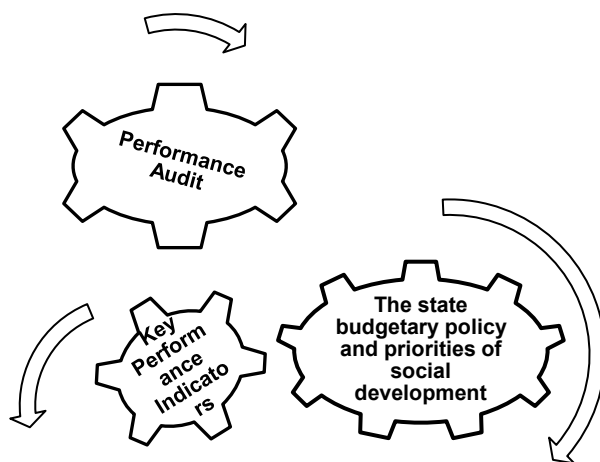 Performance
Audit
Key
Perform
ance
Indicato
rs
The state
budgetary policy
and priorities of
social
development